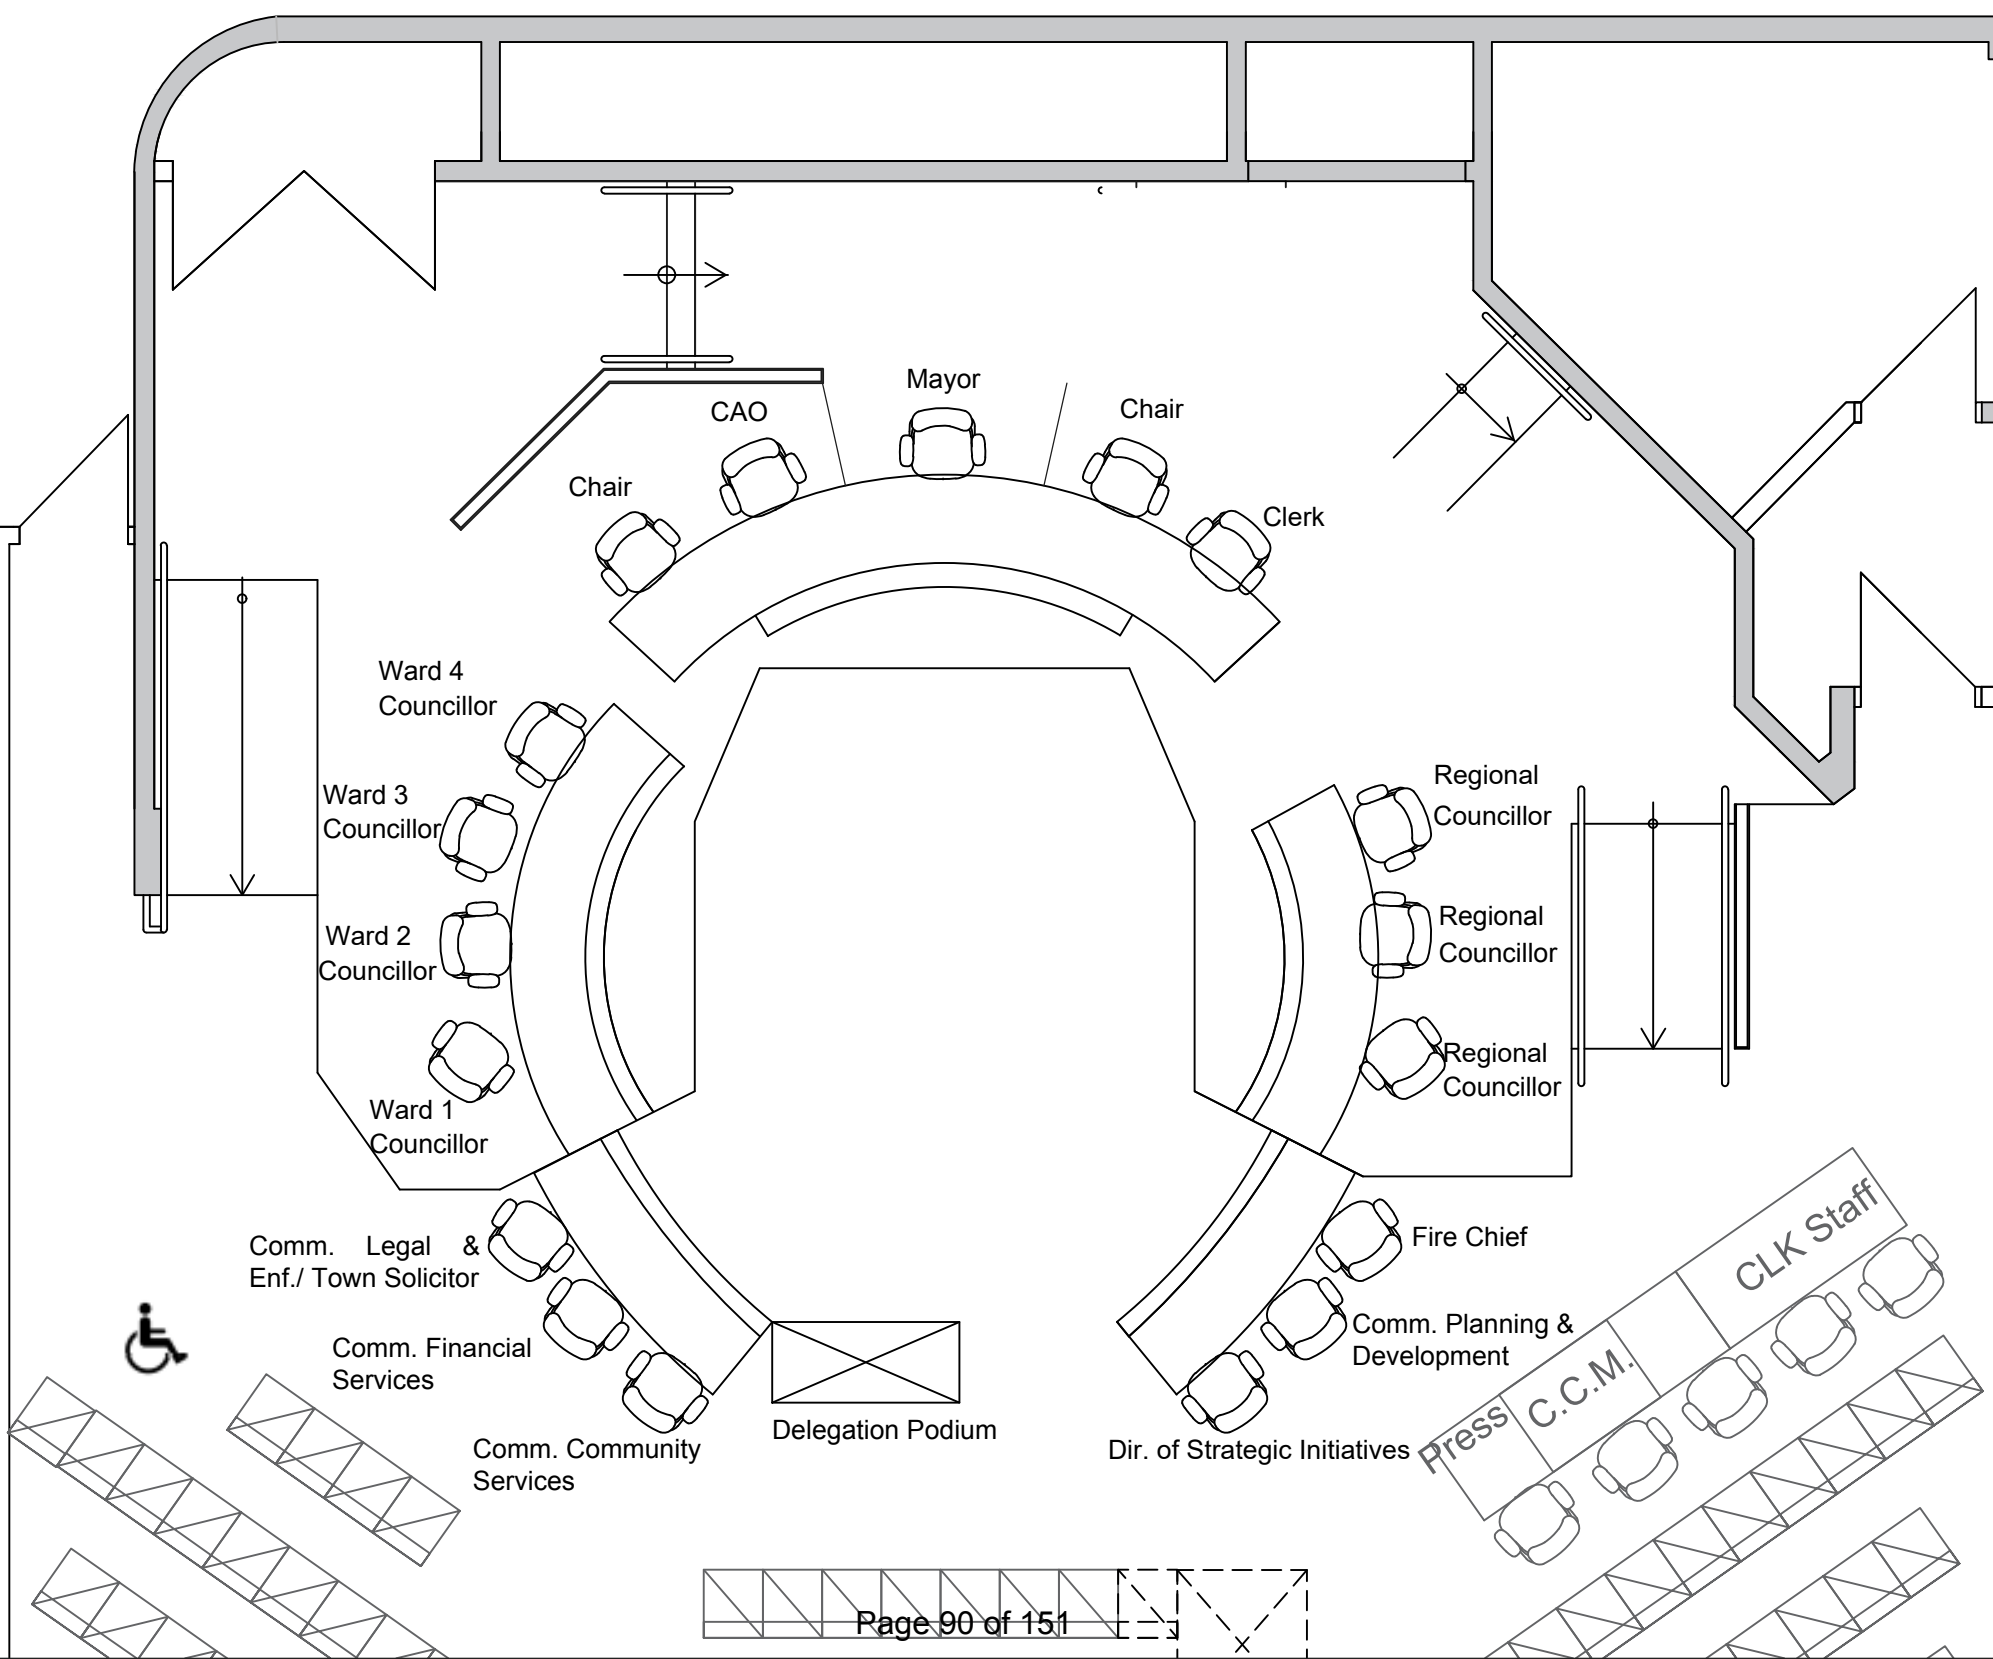 Mayor
CAO
Chair
Chair
Clerk
Ward 4
Councillor
Ward 3
Councillor
Ward 2
Councillor
Ward 1
Councillor
Regional
Councillor
Regional
Councillor
Regional
Councillor
Comm. Legal &
Enf./ Town Solicitor
Comm. Financial
Services
Comm. Community
Services
Delegation Podium
Fire Chief
Comm. Planning &
Development
Dir. of Strategic Initiatives
Press
C.C.M.
CLK Staff
Page 90 of 151